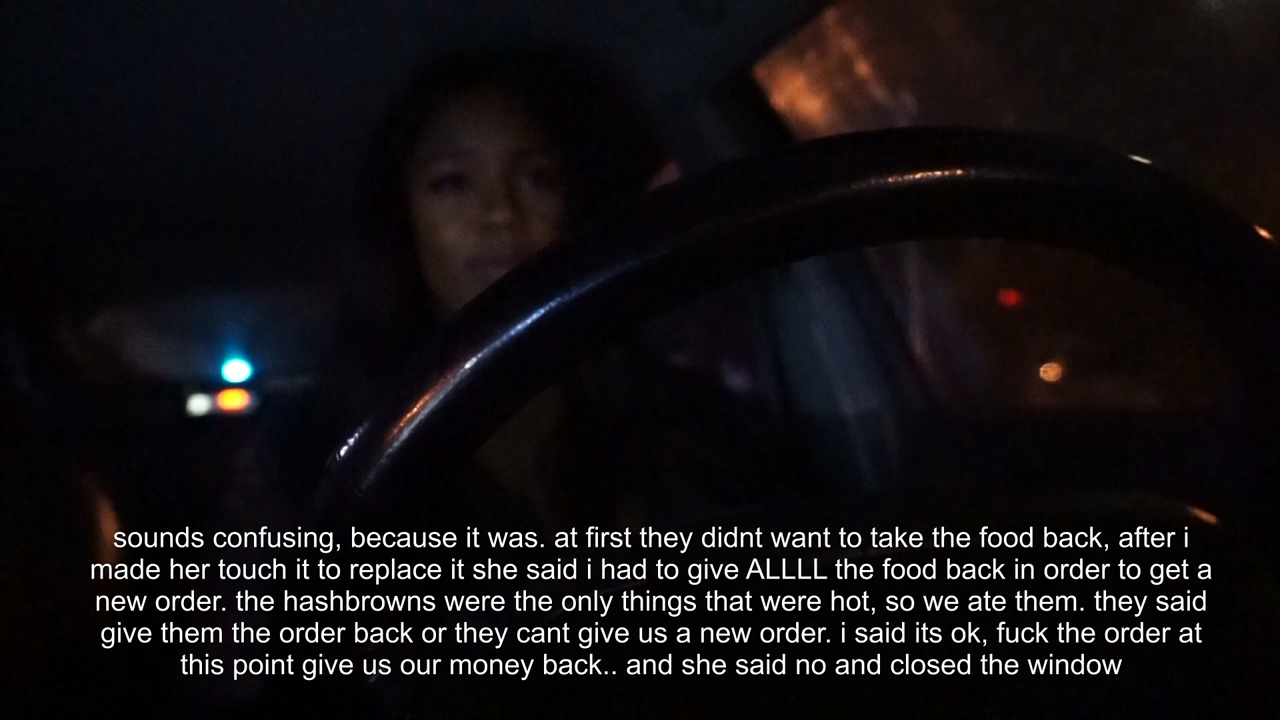 sounds confusing, because it was. at first they didnt want to take the food back, after i
made her touch it to replace it she said i had to give ALLLL the food back in order to get a
new order. the hashbrowns were the only things that were hot, so we ate them. they said
give them the order back or they cant give us a new order. i said its ok, fuck the order at
this point give us our money back.. and she said no and closed the window